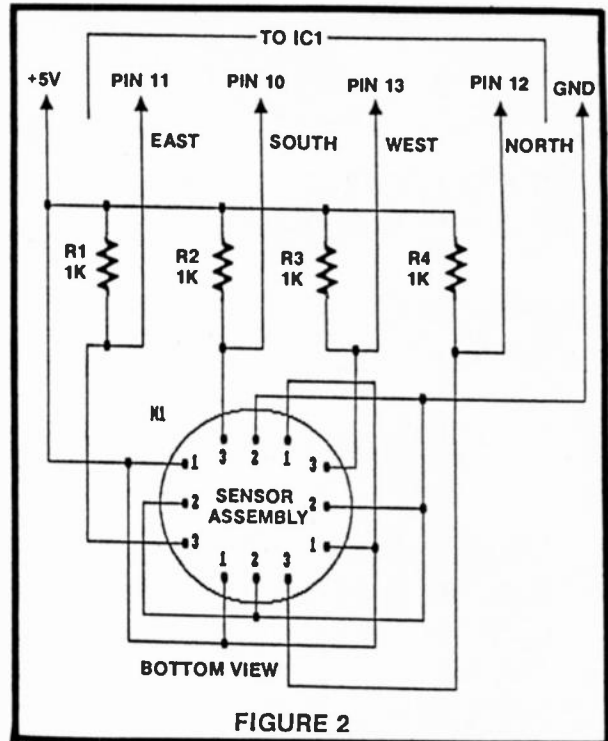 TO IC1
+5V PIN 11 PIN 10 PIN 13 PIN 12 GND
EAST SOUTH WEST NORTH
R1 R2 R3 R4
1K 1K 1K 1K
M1
1 3 2 1 3
2 SENSOR 2
ASSEMBLY
3 1 2 3 1
BOTTOM VIEW
FIGURE 2